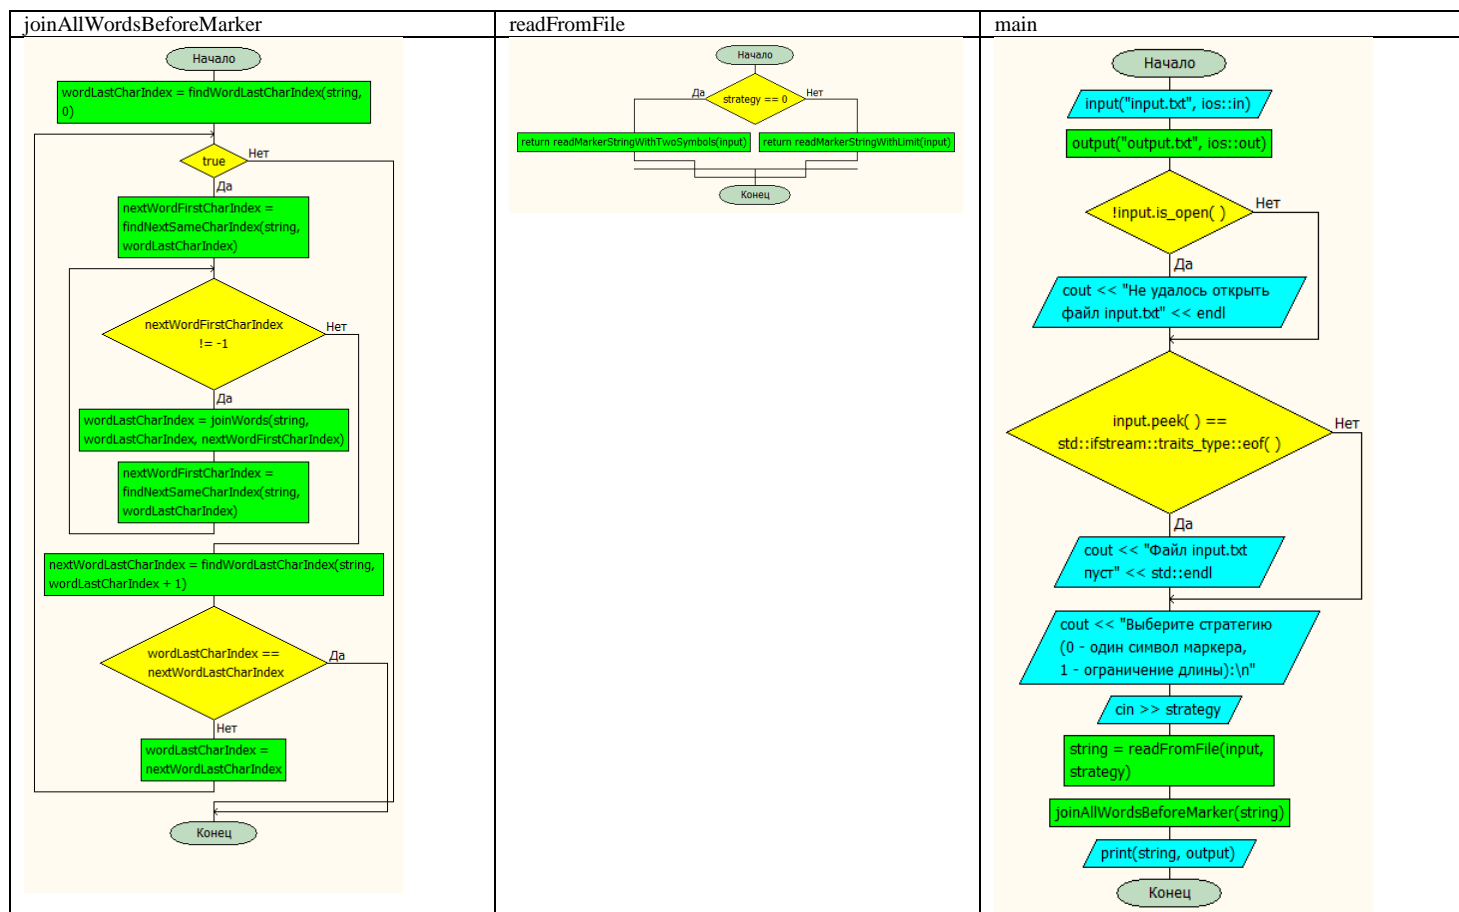 joinAllWordsBeforeMarker
Начало
wordLastCharIndex = findWordLastCharIndex(string,
0)
true
Нет
Да
nextWordFirstCharIndex =
findNextSameCharIndex(string,
wordLastCharIndex)
nextWordFirstCharIndex
!= -1
Нет
Да
wordLastCharIndex = joinWords(string,
wordLastCharIndex, nextWordFirstCharIndex)
nextWordFirstCharIndex =
findNextSameCharIndex(string,
wordLastCharIndex)
nextWordLastCharIndex = findWordLastCharIndex(string,
wordLastCharIndex + 1)
wordLastCharIndex ==
nextWordLastCharIndex
Да
Нет
wordLastCharIndex =
nextWordLastCharIndex
Конец
readFromFile
Начало
Да
strategy == 0
Нет
return readMarkerStringWithTwoSymbols(input)
return readMarkerStringWithLimit(input)
Конец
main
Начало
input("input.txt", ios::in)
output("output.txt", ios::out)
!input.is_open( )
Нет
Да
cout << "Не удалось открыть
файл input.txt" << endl
input.peek( ) ==
std::ifstream::traits_type::eof( )
Нет
Да
cout << "Файл input.txt
пуст" << std::endl
cout << "Выберите стратегию
(0 - один символ маркера,
1 - ограничение длины):\n"
cin >> strategy
string = readFromFile(input,
strategy)
joinAllWordsBeforeMarker(string)
print(string, output)
Конец